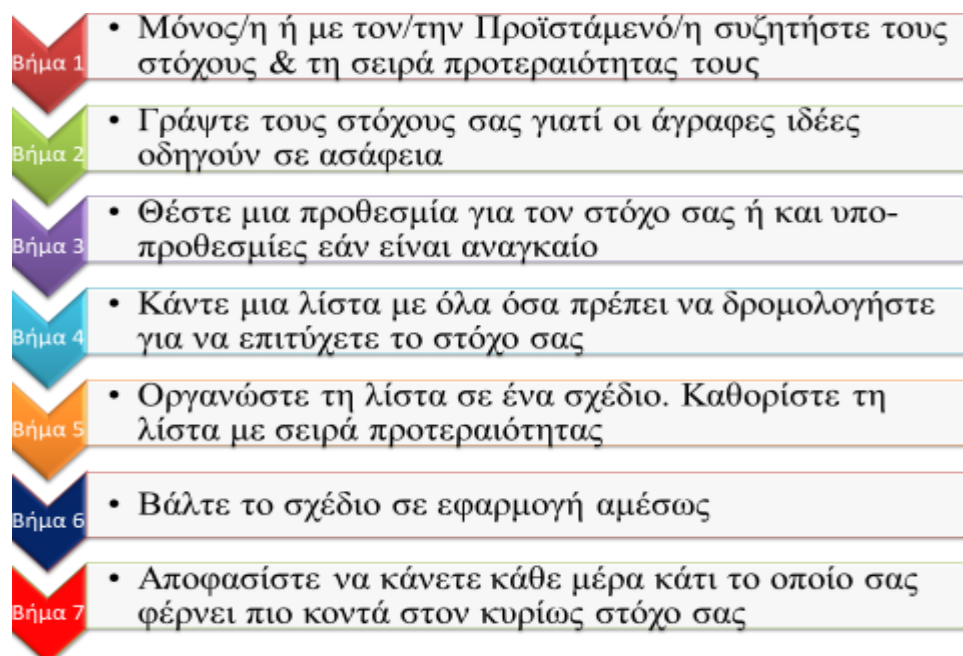 Βήμα 1
• Μόνος/η ή με τον/την Προϊστάμενό/η συζητήστε τους
στόχους & τη σειρά προτεραιότητας τους
Βήμα 2
• Γράψτε τους στόχους σας γιατί οι άγραφες ιδέες
οδηγούν σε ασάφεια
Βήμα 3
• Θέστε μια προθεσμία για τον στόχο σας ή και υπο-
προθεσμίες εάν είναι αναγκαίο
Βήμα 4
• Κάντε μια λίστα με όλα όσα πρέπει να δρομολογήστε
για να επιτύχετε το στόχο σας
Βήμα 5
• Οργανώστε τη λίστα σε ένα σχέδιο. Καθορίστε τη
λίστα με σειρά προτεραιότητας
Βήμα 6
• Βάλτε το σχέδιο σε εφαρμογή αμέσως
Βήμα 7
• Αποφασίστε να κάνετε κάθε μέρα κάτι το οποίο σας
φέρνει πιο κοντά στον κυρίως στόχο σας